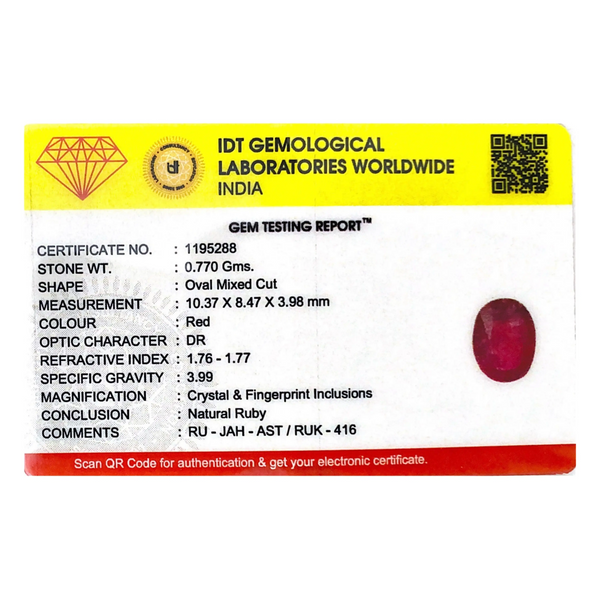 IDT GEMOLOGICAL
LABORATORIES WORLDWIDE
INDIA
GEM TESTING REPORT™
CERTIFICATE NO. : 1195288
STONE WT. : 0.770 Gms.
SHAPE : Oval Mixed Cut
MEASUREMENT : 10.37 X 8.47 X 3.98 mm
COLOUR : Red
OPTIC CHARACTER : DR
REFRACTIVE INDEX : 1.76 - 1.77
SPECIFIC GRAVITY : 3.99
MAGNIFICATION : Crystal & Fingerprint Inclusions
CONCLUSION : Natural Ruby
COMMENTS : RU - JAH - AST / RUK - 416
Scan QR Code for authentication & get your electronic certificate.